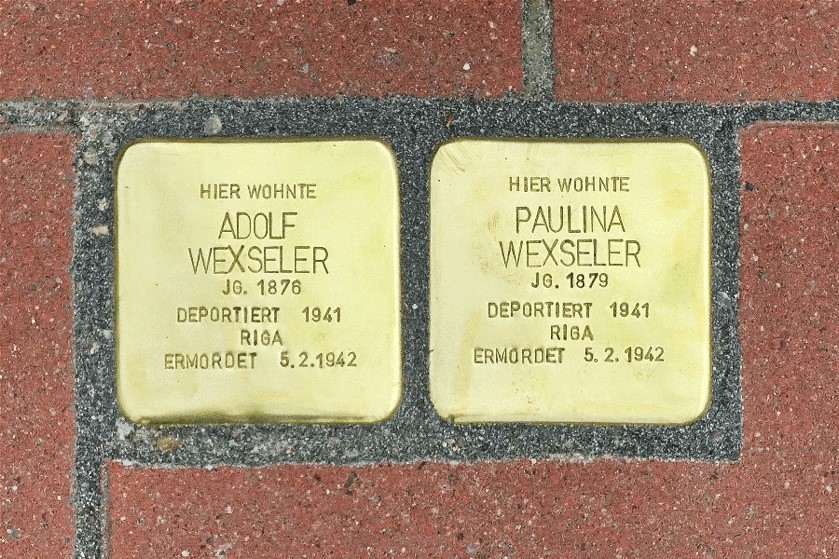 HIER WOHNTE
ADOLF
WEXSELER
JG. 1876
DEPORTIERT 1941
RIGA
ERMORDET 5.2.1942
HIER WOHNTE
PAULINA
WEXSELER
JG. 1879
DEPORTIERT 1941
RIGA
ERMORDET 5.2.1942